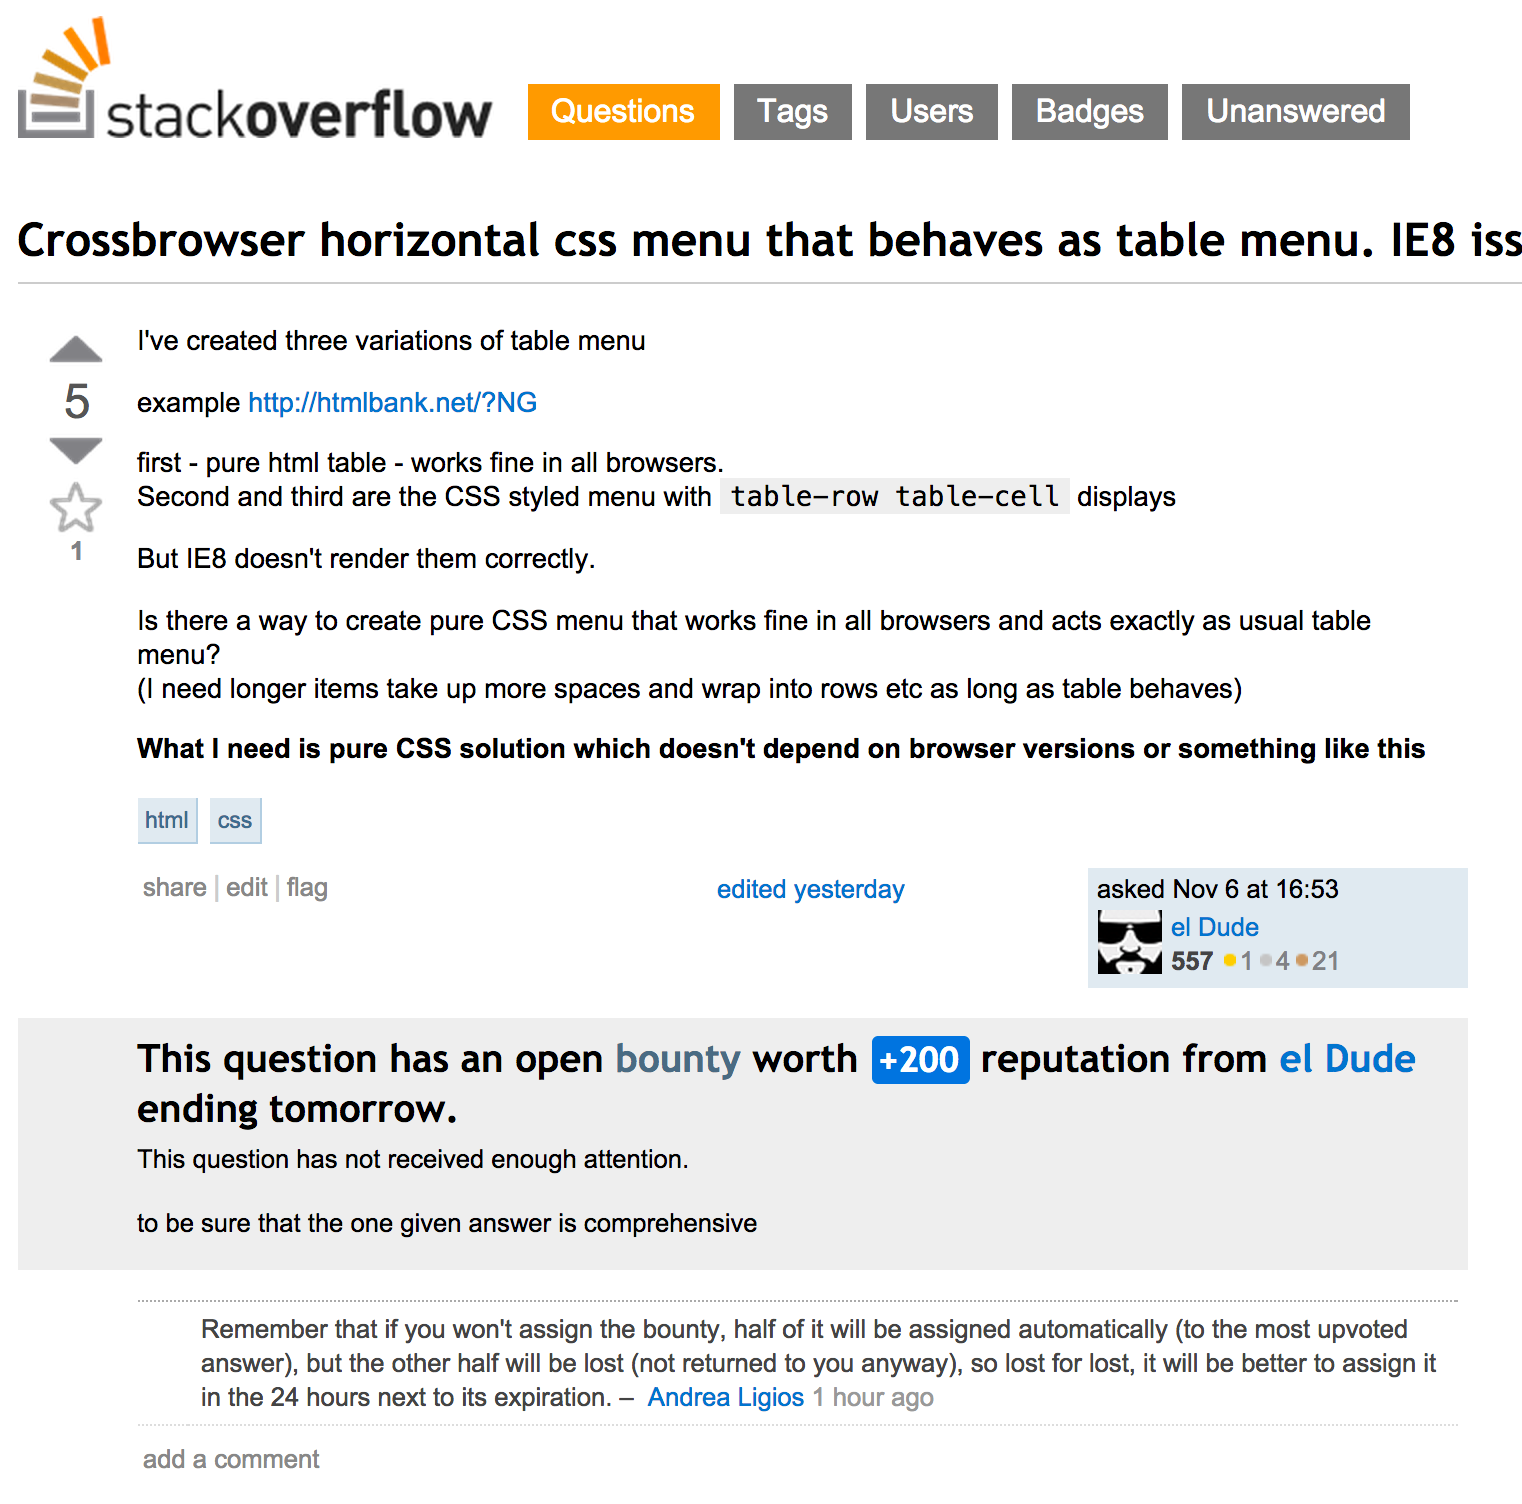 stackoverflow
Questions Tags Users Badges Unanswered
Crossbrowser horizontal css menu that behaves as table menu. IE8 iss
I've created three variations of table menu
5
example http://htmlbank.net/?NG
first - pure html table - works fine in all browsers.
Second and third are the CSS styled menu with table-row table-cell displays
1
But IE8 doesn't render them correctly.
Is there a way to create pure CSS menu that works fine in all browsers and acts exactly as usual table
menu?
(I need longer items take up more spaces and wrap into rows etc as long as table behaves)
What I need is pure CSS solution which doesn't depend on browser versions or something like this
html css
share | edit | flag
edited yesterday
asked Nov 6 at 16:53
el Dude
557 ●1 ●4 ●21
This question has an open bounty worth +200 reputation from el Dude
ending tomorrow.
This question has not received enough attention.
to be sure that the one given answer is comprehensive
Remember that if you won't assign the bounty, half of it will be assigned automatically (to the most upvoted
answer), but the other half will be lost (not returned to you anyway), so lost for lost, it will be better to assign it
in the 24 hours next to its expiration. – Andrea Ligios 1 hour ago
add a comment